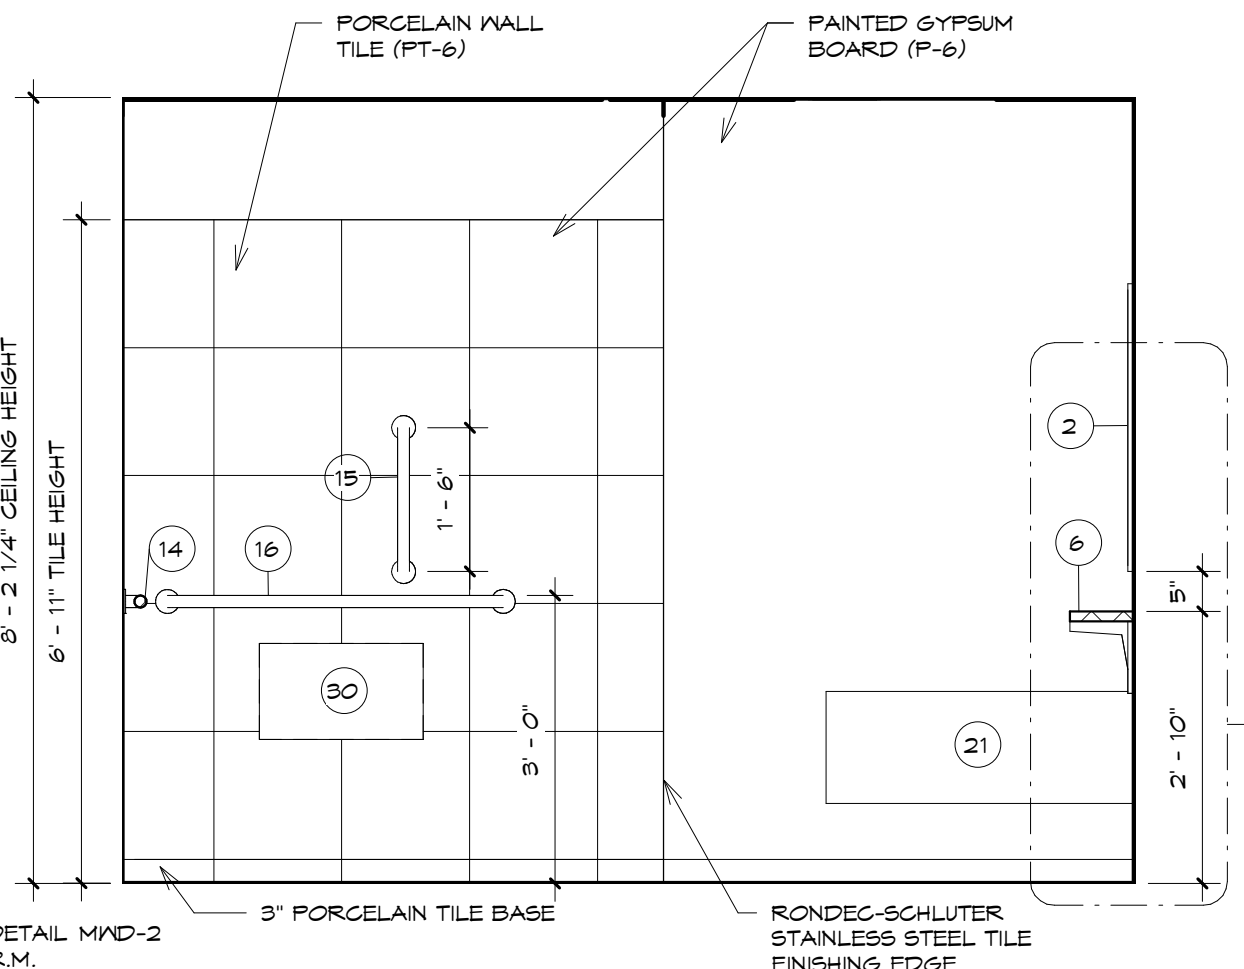 PORCELAIN WALL
TILE (PT-6)
PAINTED GYPSUM
BOARD (P-6)
8' - 2 1/4" CEILING HEIGHT
6' - 11" TILE HEIGHT
15
1' - 6"
2
14
16
6
5"
30
3' - 0"
21
2' - 10"
3" PORCELAIN TILE BASE
RONDEC-SCHLUTER
STAINLESS STEEL TILE
FINISHING EDGE
DETAIL MWD-2
R.M.